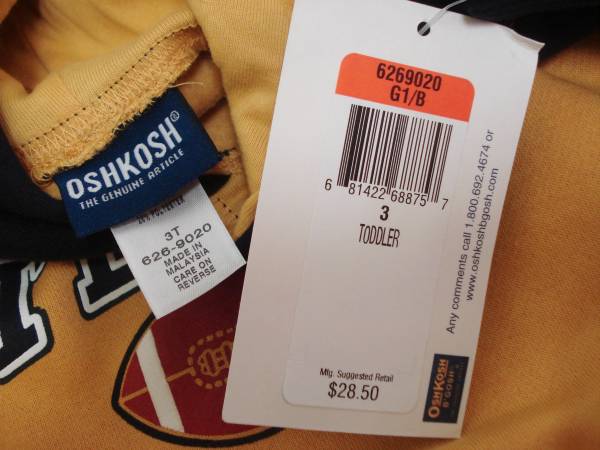 OSHKOSH®
THE GENUINE ARTICLE
20% POLYESTER
3T
626-9020
MADE IN
MALAYSIA
CARE ON
REVERSE
6269020
G1/B
6 81422 68875 7
3
TODDLER
Mfg. Suggested Retail
$28.50
Any comments call 1.800.692.4674 or
www.oshkoshbgosh.com
OSHKOSH
B'GOSH